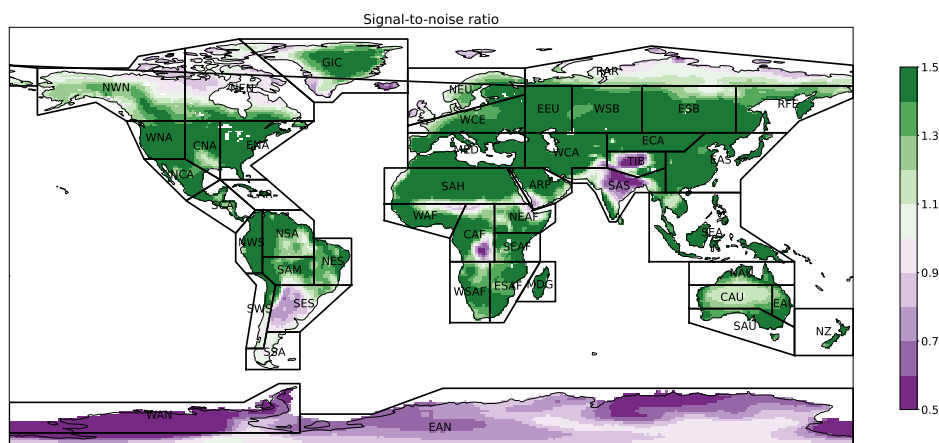 Signal-to-noise ratio
GIC
RAR
NWN
NEN
NEU
RFE
EEU
WSB
ESB
WCE
WNA
CNA
ENA
ECA
MED
WCA
TIB
EAS
NCA
SAH
ARP
SAS
CAR
SCA
WAF
NEAF
NSA
CAF
SEA
NWS
SEAF
SAM
NES
NAU
WSAF
ESAF
MDG
CAU
EAU
SWS
SES
SAU
NZ
SSA
WAN
EAN
1.5
1.3
1.1
0.9
0.7
0.5